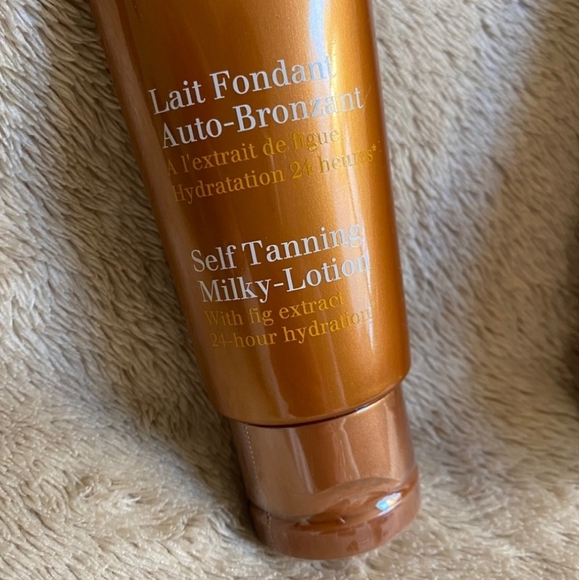 Lait Fondant
Auto-Bronzant
A l'extrait de figue
Hydratation 24 heures*
Self Tanning
Milky-Lotion
With fig extract
24-hour hydration*